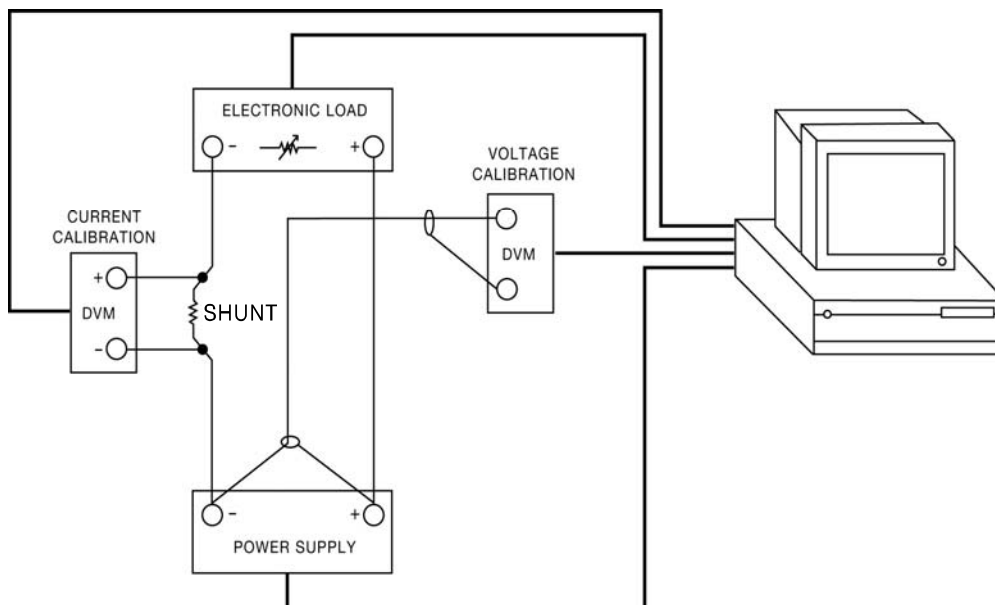 ELECTRONIC LOAD
- +
VOLTAGE
CALIBRATION
DVM
CURRENT
CALIBRATION
+
DVM
-
SHUNT
- +
POWER SUPPLY